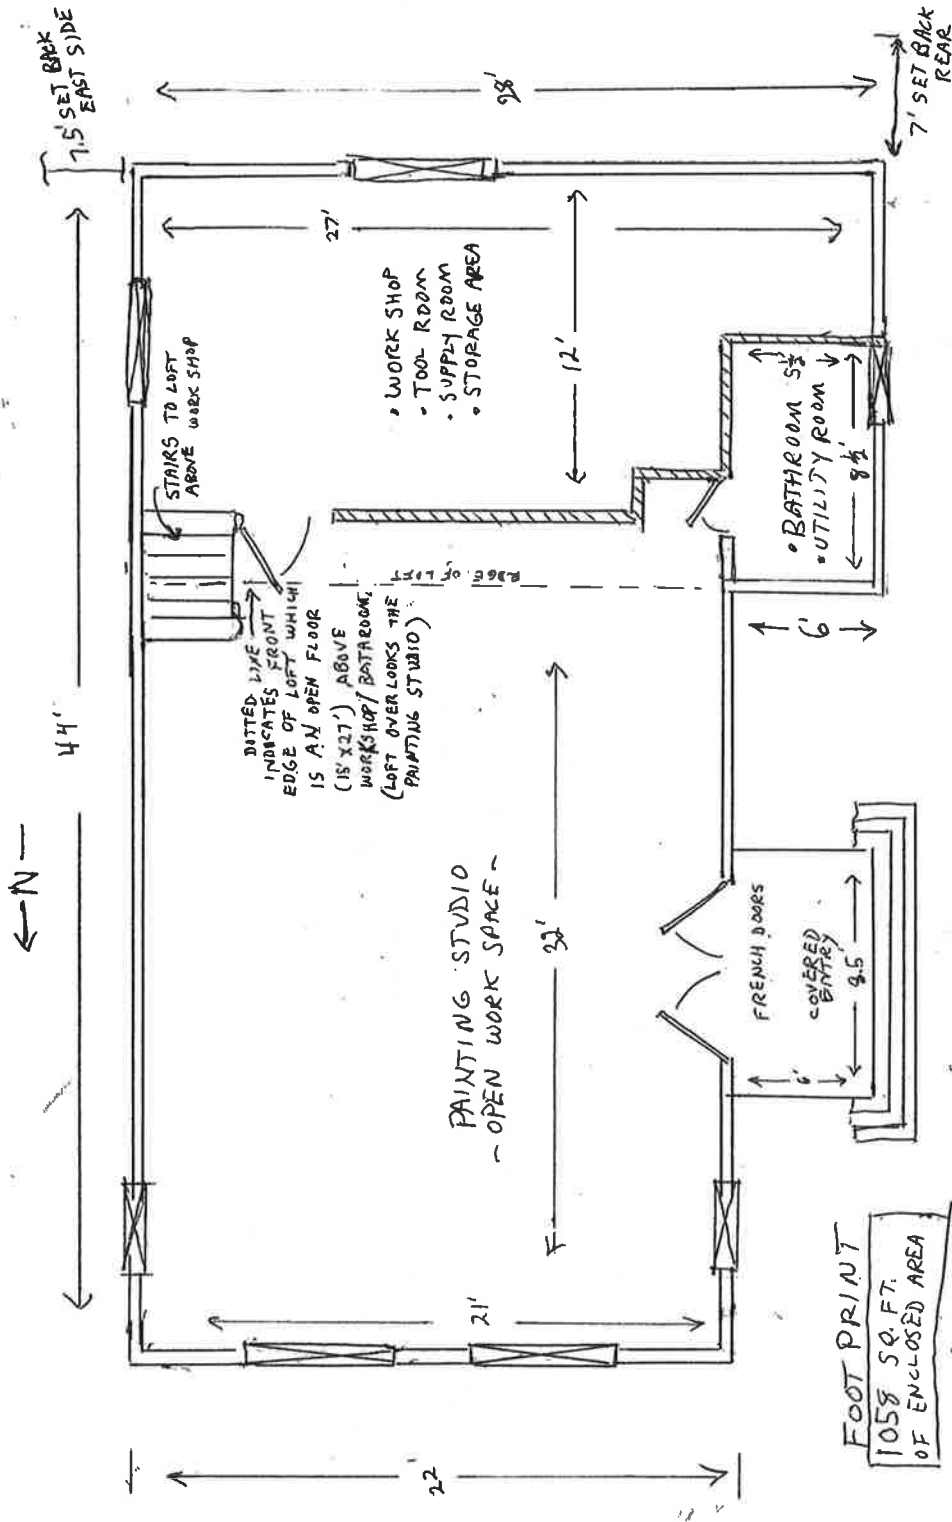 ←N—
44'
7.5' SET BACK
EAST SIDE
28'
7' SET BACK
REAR
27'
STAIRS TO LOFT
ABOVE WORK SHOP
• WORK SHOP
• TOOL ROOM
• SUPPLY ROOM
• STORAGE AREA
12'
DOTTED LINE
INDICATES FRONT
EDGE OF LOFT WHICH
IS AN OPEN FLOOR
(15' X 27') ABOVE
WORKSHOP/BATHROOM.
(LOFT OVERLOOKS THE
PAINTING STUDIO)
EDGE OF LOFT
• BATHROOM
• UTILITY ROOM
5½
8½'
6'
PAINTING STUDIO
- OPEN WORK SPACE -
32'
FRENCH DOORS
COVERED
ENTRY
8.5'
6'
21'
22'
FOOT PRINT
1058 SQ. FT.
OF ENCLOSED AREA